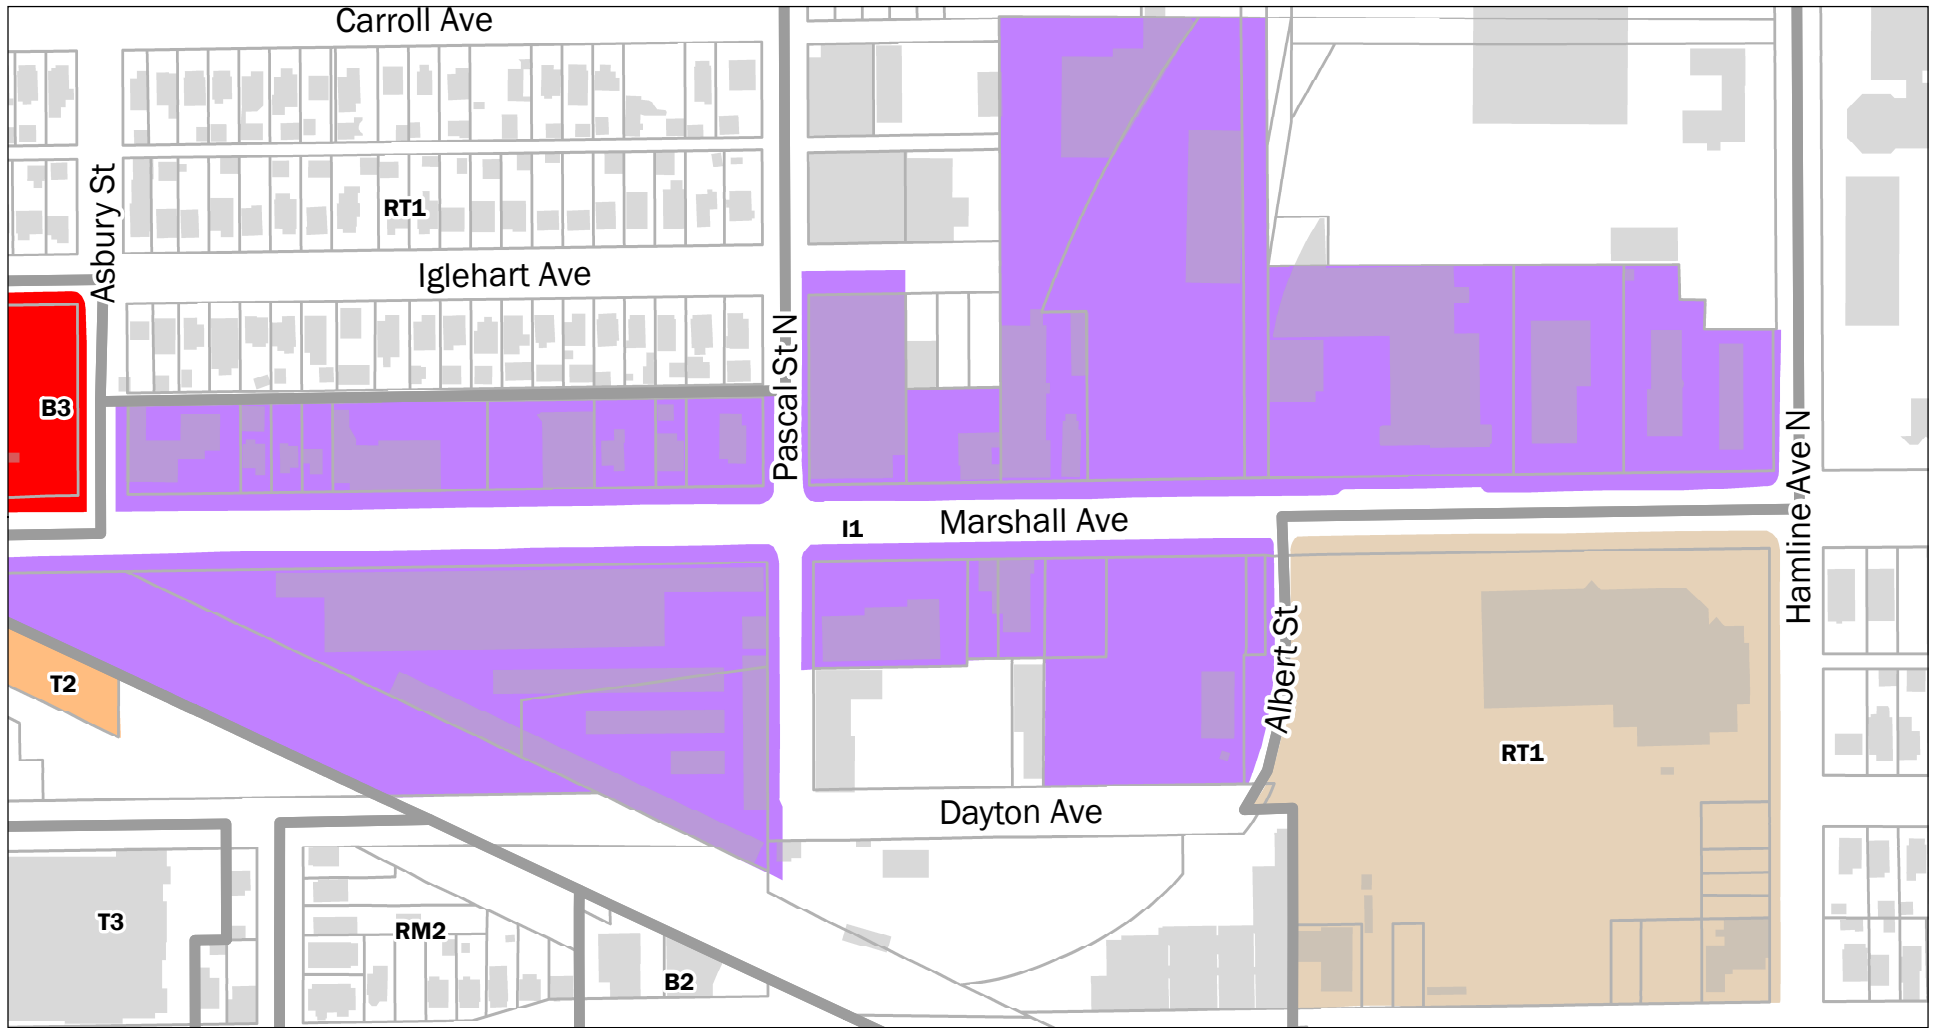 Carroll Ave
Asbury St
RT1
Iglehart Ave
Pascal St N
B3
Hamline Ave N
I1
Marshall Ave
Albert St
T2
RT1
Dayton Ave
T3
RM2
B2